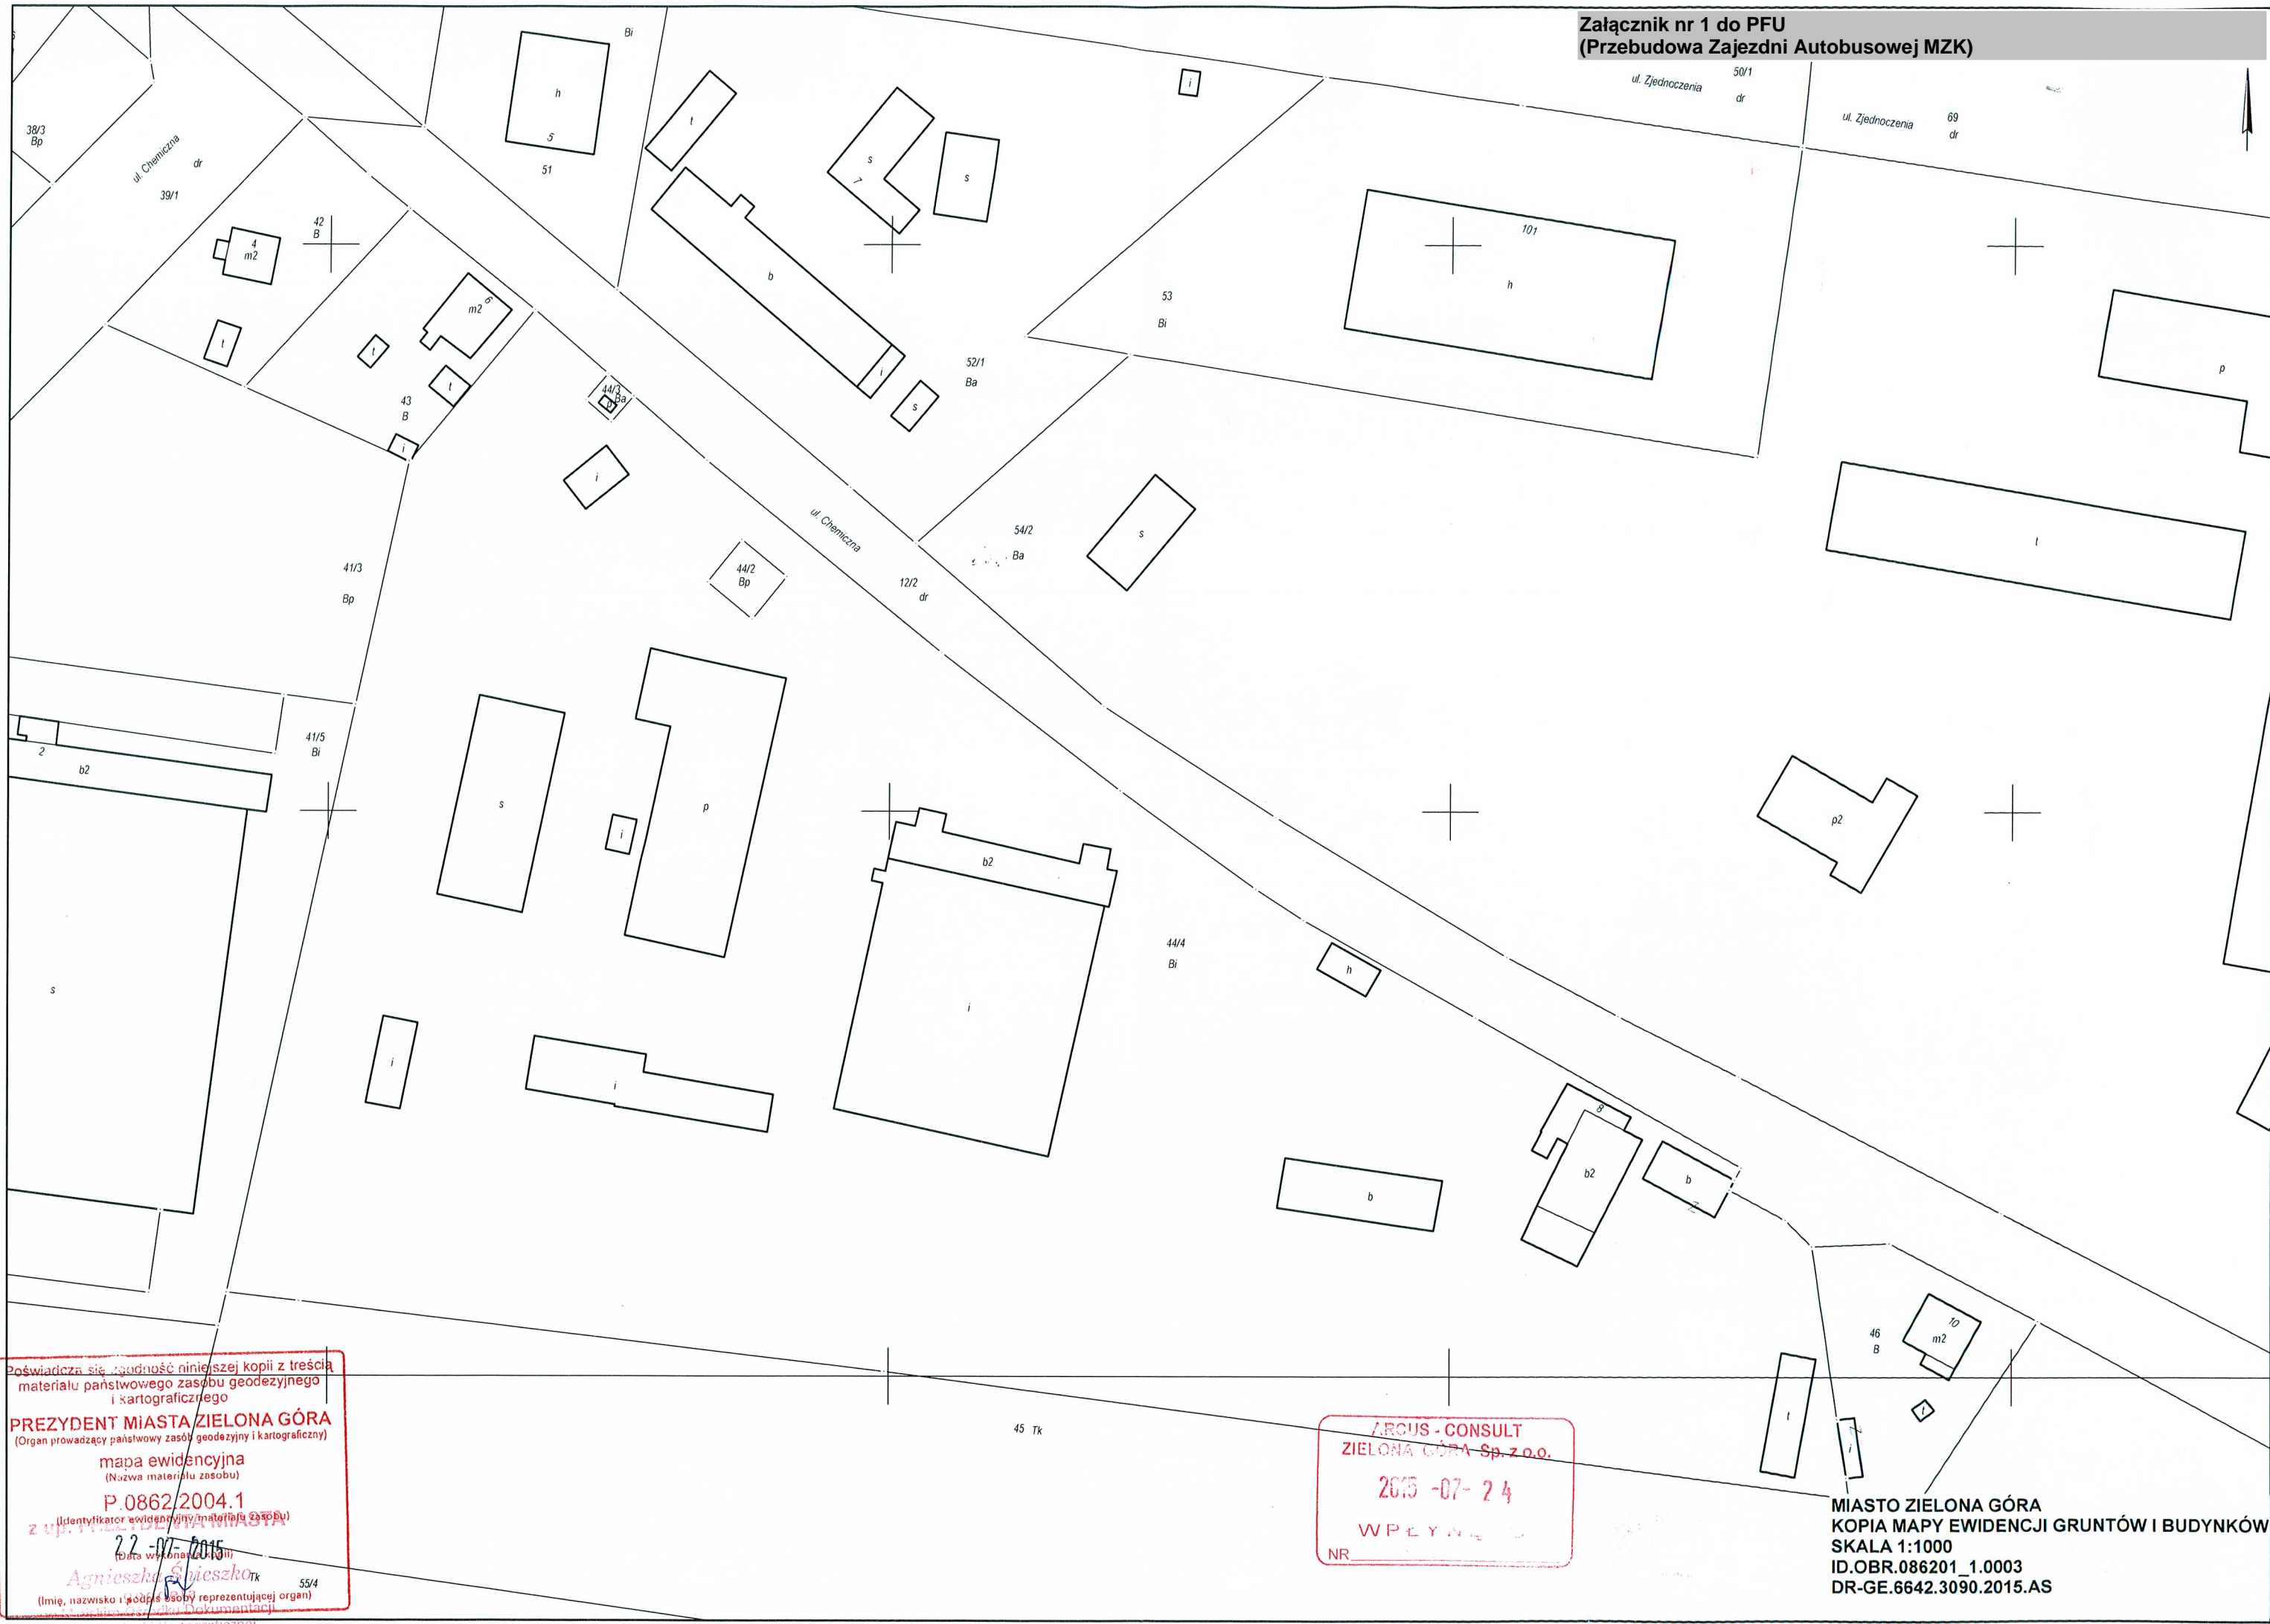 Załącznik nr 1 do PFU
(Przebudowa Zajezdni Autobusowej MZK)
Bi
h
5
51
t
s
7
s
i
ul. Zjednoczenia
50/1
dr
ul. Zjednoczenia
69
dr
38/3
Bp
ul. Chemiczna
dr
39/1
42
B
4
m2
t
6
m2
t
t
43
B
i
b
i
s
52/1
Ba
53
Bi
101
h
p
44/3
Ba
p
i
ul. Chemiczna
12/2
dr
54/2
Ba
s
t
44/2
Bp
41/3
Bp
41/5
Bi
2
b2
s
s
i
p
b2
i
44/4
Bi
p2
h
i
i
b
8
b2
b
46
B
10
m2
t
t
i
45 Tk
Poświadcza się zgodność niniejszej kopii z treścią
materiału państwowego zasobu geodezyjnego
i kartograficznego
PREZYDENT MIASTA ZIELONA GÓRA
(Organ prowadzący państwowy zasób geodezyjny i kartograficzny)
mapa ewidencyjna
(Nazwa materiału zasobu)
P.0862.2004.1
(Identyfikator ewidencyjny materiału zasobu)
z up. PREZYDENTA MIASTA
22 -07- 2015
(Data wykonania kopii)
Agnieszka
(Imię, nazwisko i podpis osoby reprezentującej organ)
Tk
55/4
ARGUS - CONSULT
ZIELONA GÓRA Sp. z o.o.
2015 -07- 24
NR
MIASTO ZIELONA GÓRA
KOPIA MAPY EWIDENCJI GRUNTÓW I BUDYNKÓW
SKALA 1:1000
ID.OBR.086201_1.0003
DR-GE.6642.3090.2015.AS